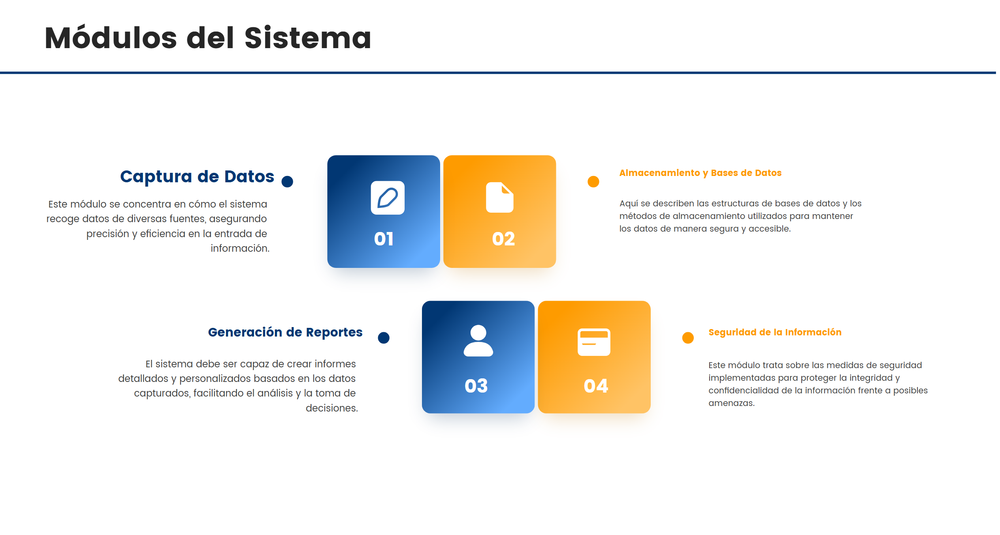 Módulos del Sistema
Captura de Datos
Este módulo se concentra en cómo el sistema
recoge datos de diversas fuentes, asegurando
precisión y eficiencia en la entrada de
información.
01
02
Almacenamiento y Bases de Datos
Aquí se describen las estructuras de bases de datos y los
métodos de almacenamiento utilizados para mantener
los datos de manera segura y accesible.
Generación de Reportes
El sistema debe ser capaz de crear informes
detallados y personalizados basados en los datos
capturados, facilitando el análisis y la toma de
decisiones.
03
04
Seguridad de la Información
Este módulo trata sobre las medidas de seguridad
implementadas para proteger la integridad y
confidencialidad de la información frente a posibles
amenazas.